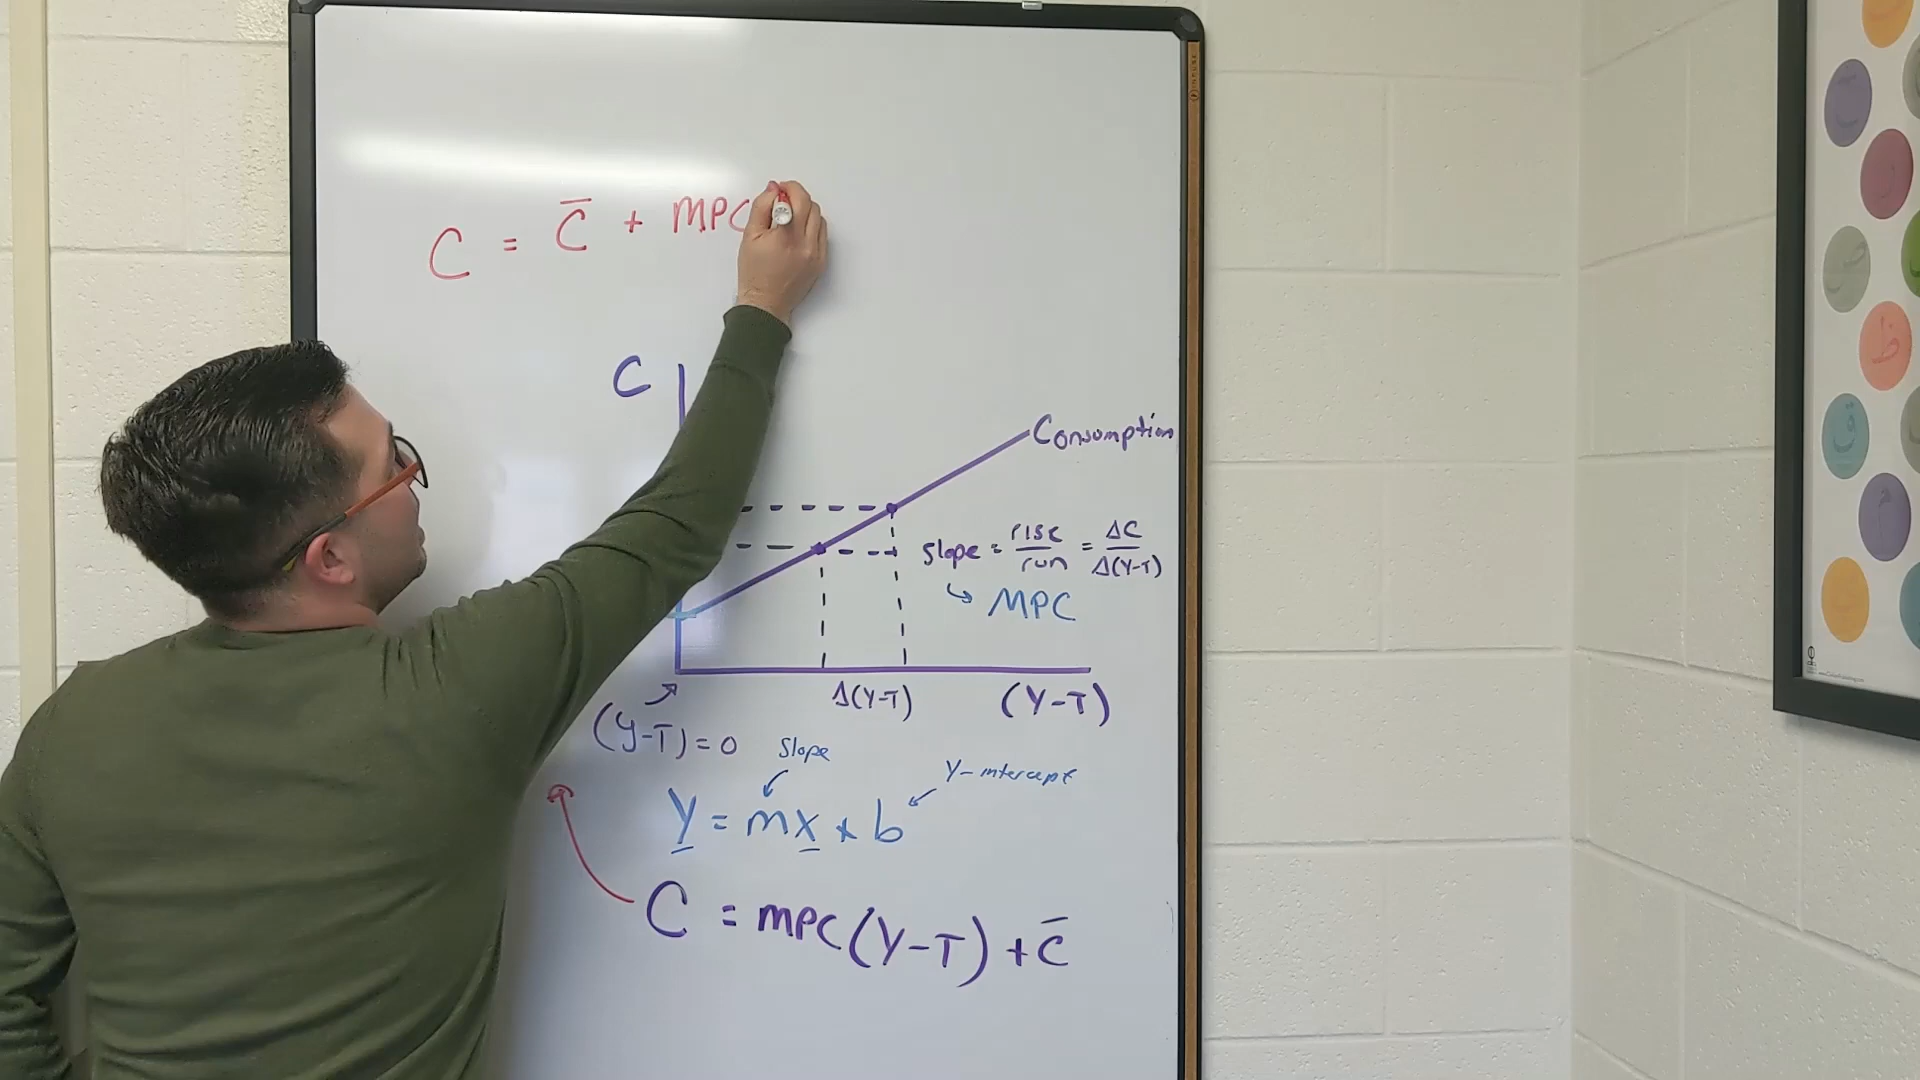 C = C̄ + MPC
C
Consumption
Slope = rise/run = ΔC/Δ(Y-T)
↳ MPC
Δ(Y-T)
(Y-T)
(Y-T) = 0
Slope
Y-intercept
Y = mx + b
C = MPC(Y-T) + C̄